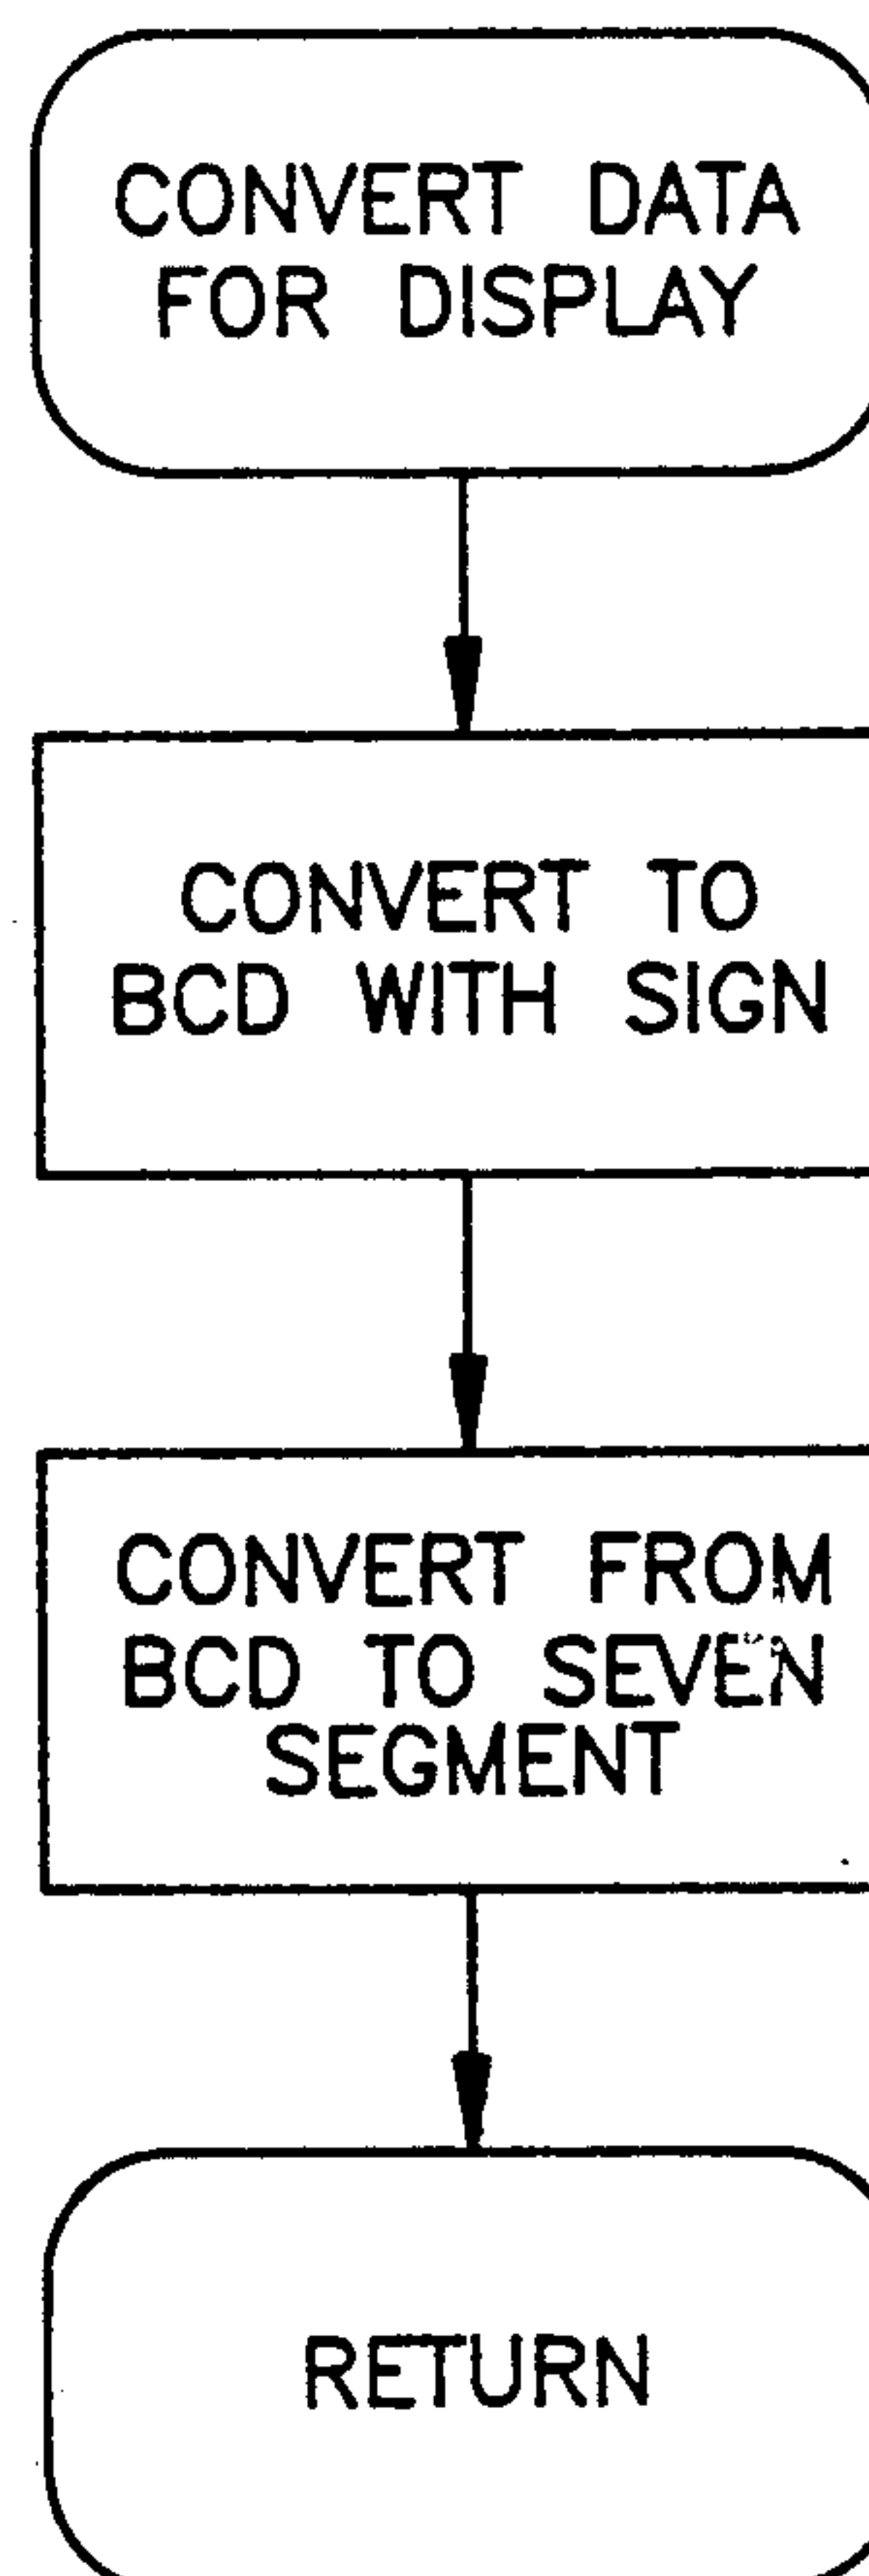 CONVERT DATA
FOR DISPLAY
CONVERT TO
BCD WITH SIGN
CONVERT FROM
BCD TO SEVEN
SEGMENT
RETURN